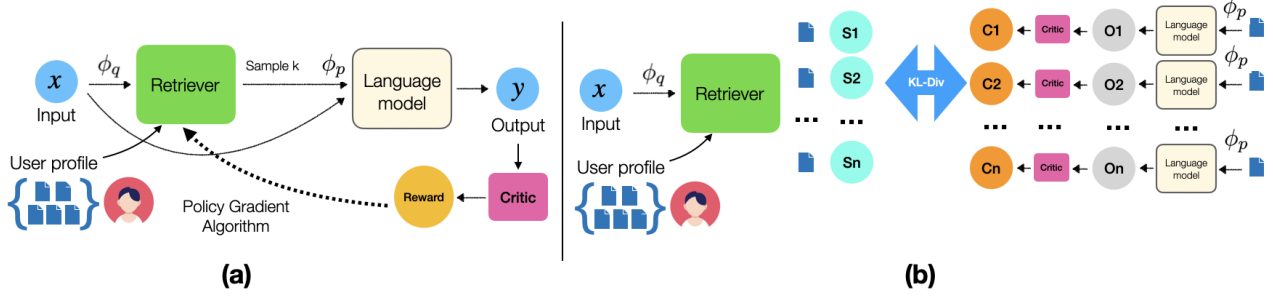 x
Input
ϕq
Retriever
Sample k
ϕp
Language
model
y
Output
User profile
Policy Gradient
Algorithm
Reward
Critic
(a)
x
Input
ϕq
Retriever
User profile
S1
S2
... ...
Sn
KL-Div
C1 Critic O1 Language
model
ϕp
C2 Critic O2 Language
model
ϕp
... ... ...
Cn Critic On Language
model
ϕp
(b)